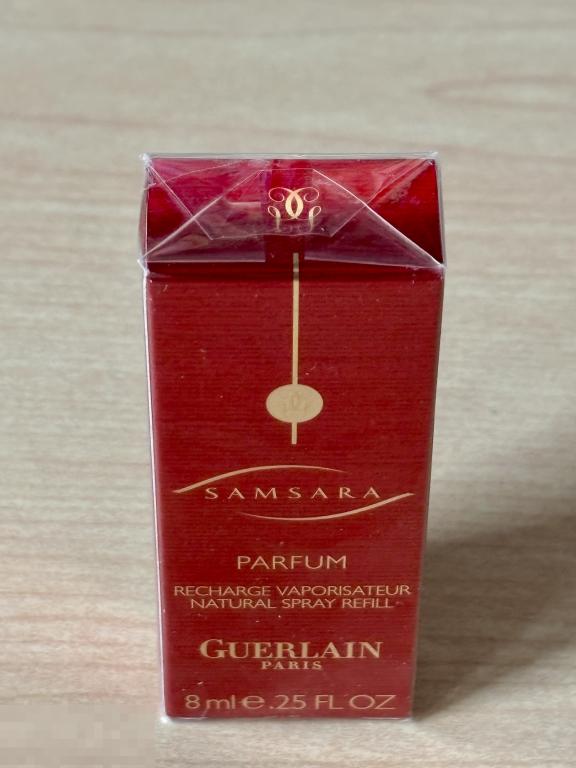 SAMSARA
PARFUM
RECHARGE VAPORISATEUR
NATURAL SPRAY REFILL
GUERLAIN
PARIS
8 ml e .25 FL OZ